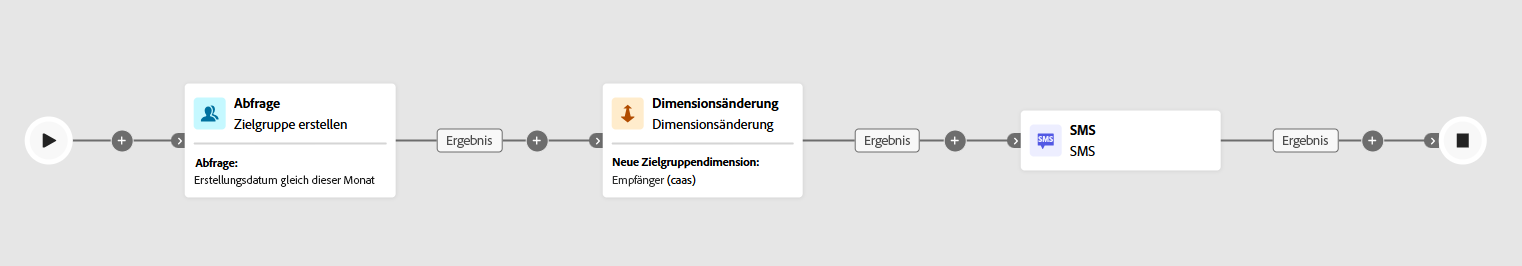 Abfrage
Zielgruppe erstellen
Abfrage:
Erstellungsdatum gleich dieser Monat
Ergebnis
Dimensionsänderung
Dimensionsänderung
Neue Zielgruppendimension:
Empfänger (caas)
Ergebnis
SMS
SMS
SMS
Ergebnis